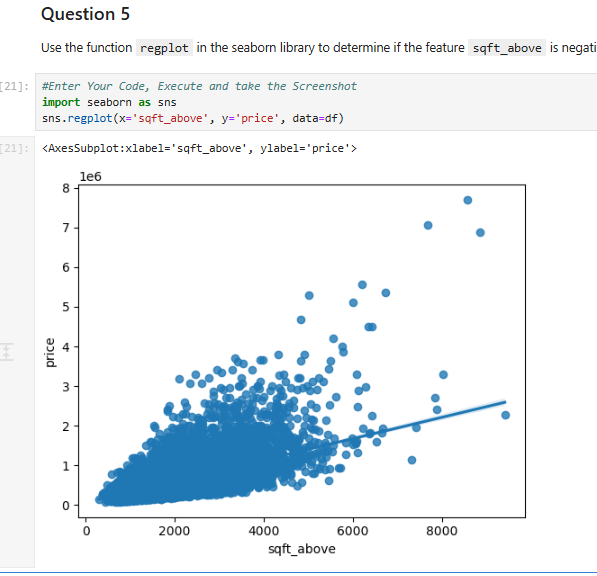 Question 5
Use the function regplot in the seaborn library to determine if the feature sqft_above is negati
[21]: #Enter Your Code, Execute and take the Screenshot
import seaborn as sns
sns.regplot(x='sqft_above', y='price', data=df)
[21]: <AxesSubplot:xlabel='sqft_above', ylabel='price'>
1e6
8
7
6
5
4
3
2
1
0
price
0 2000 4000 6000 8000
sqft_above